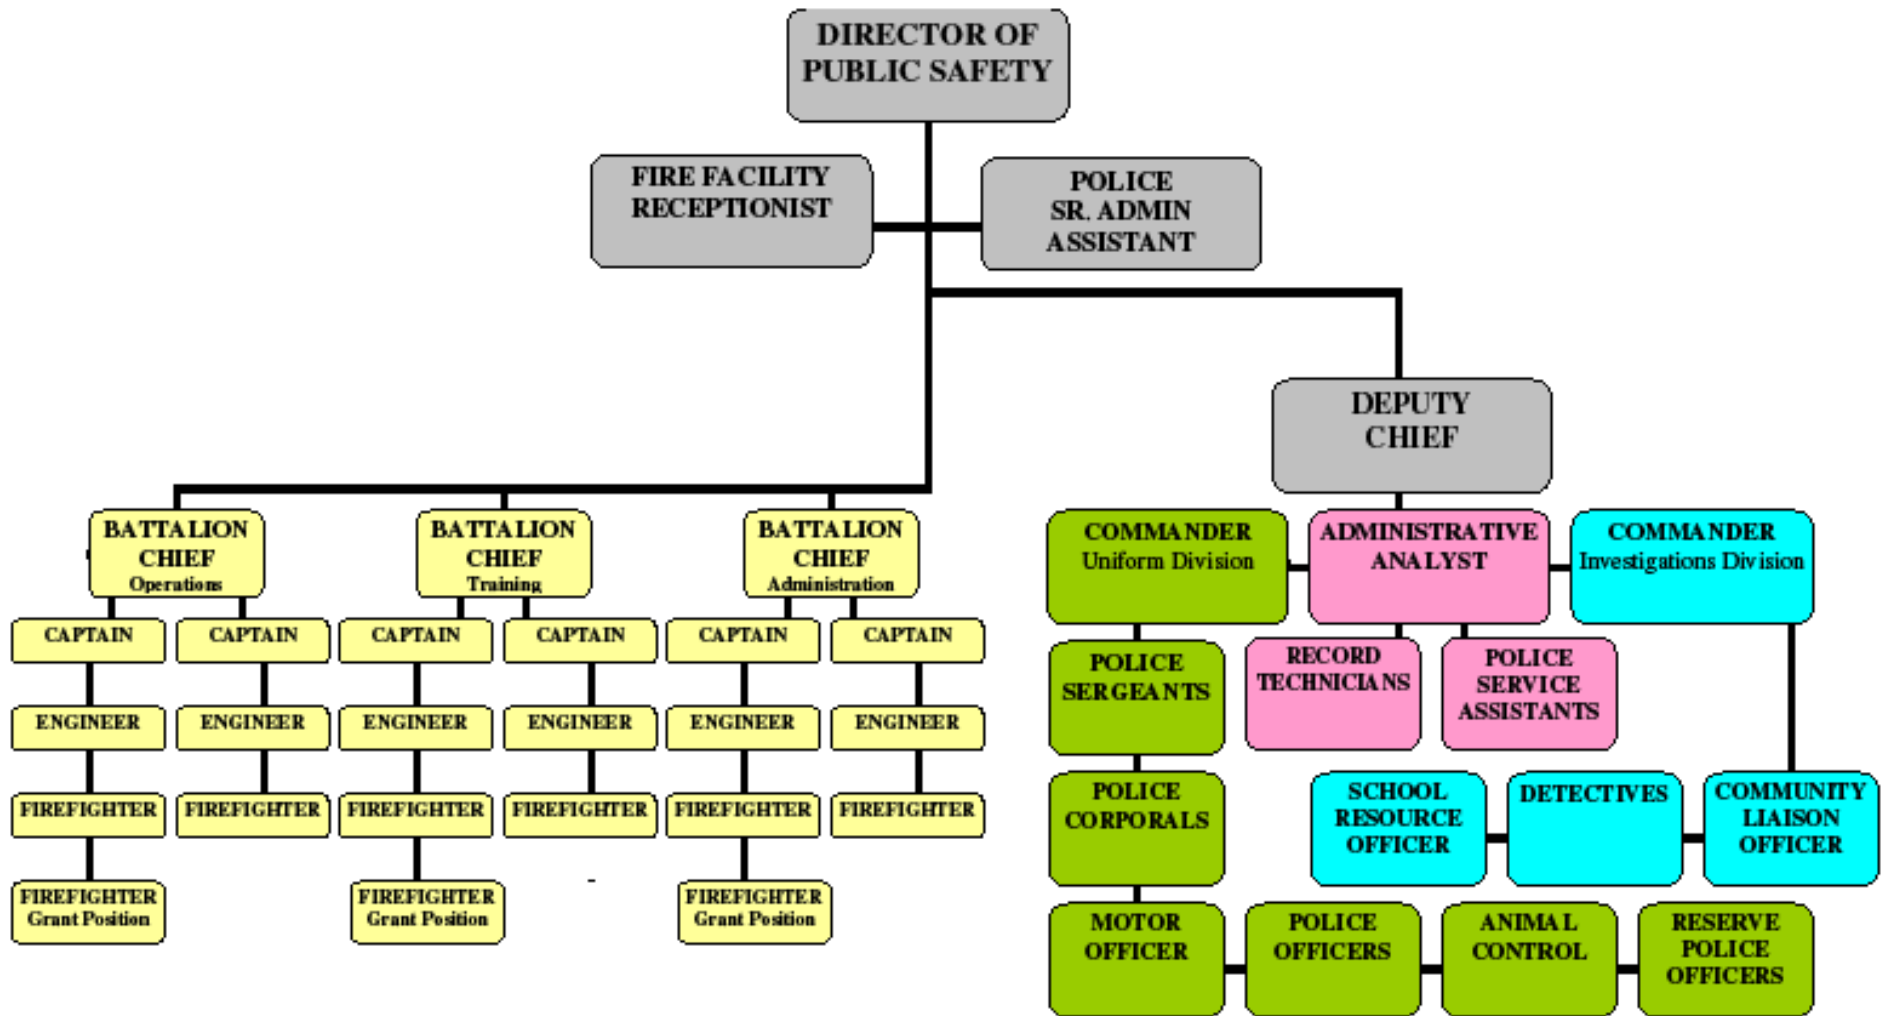 DIRECTOR OF
PUBLIC SAFETY
FIRE FACILITY
RECEPTIONIST
POLICE
SR. ADMIN
ASSISTANT
DEPUTY
CHIEF
BATTALION
CHIEF
Operations
BATTALION
CHIEF
Training
BATTALION
CHIEF
Administration
COMMANDER
Uniform Division
ADMINISTRATIVE
ANALYST
COMMANDER
Investigations Division
CAPTAIN
CAPTAIN
CAPTAIN
CAPTAIN
CAPTAIN
CAPTAIN
POLICE
SERGEANTS
RECORD
TECHNICIANS
POLICE
SERVICE
ASSISTANTS
ENGINEER
ENGINEER
ENGINEER
ENGINEER
ENGINEER
ENGINEER
FIREFIGHTER
FIREFIGHTER
FIREFIGHTER
FIREFIGHTER
FIREFIGHTER
FIREFIGHTER
POLICE
CORPORALS
SCHOOL
RESOURCE
OFFICER
DETECTIVES
COMMUNITY
LIAISON
OFFICER
FIREFIGHTER
Grant Position
FIREFIGHTER
Grant Position
FIREFIGHTER
Grant Position
MOTOR
OFFICER
POLICE
OFFICERS
ANIMAL
CONTROL
RESERVE
POLICE
OFFICERS